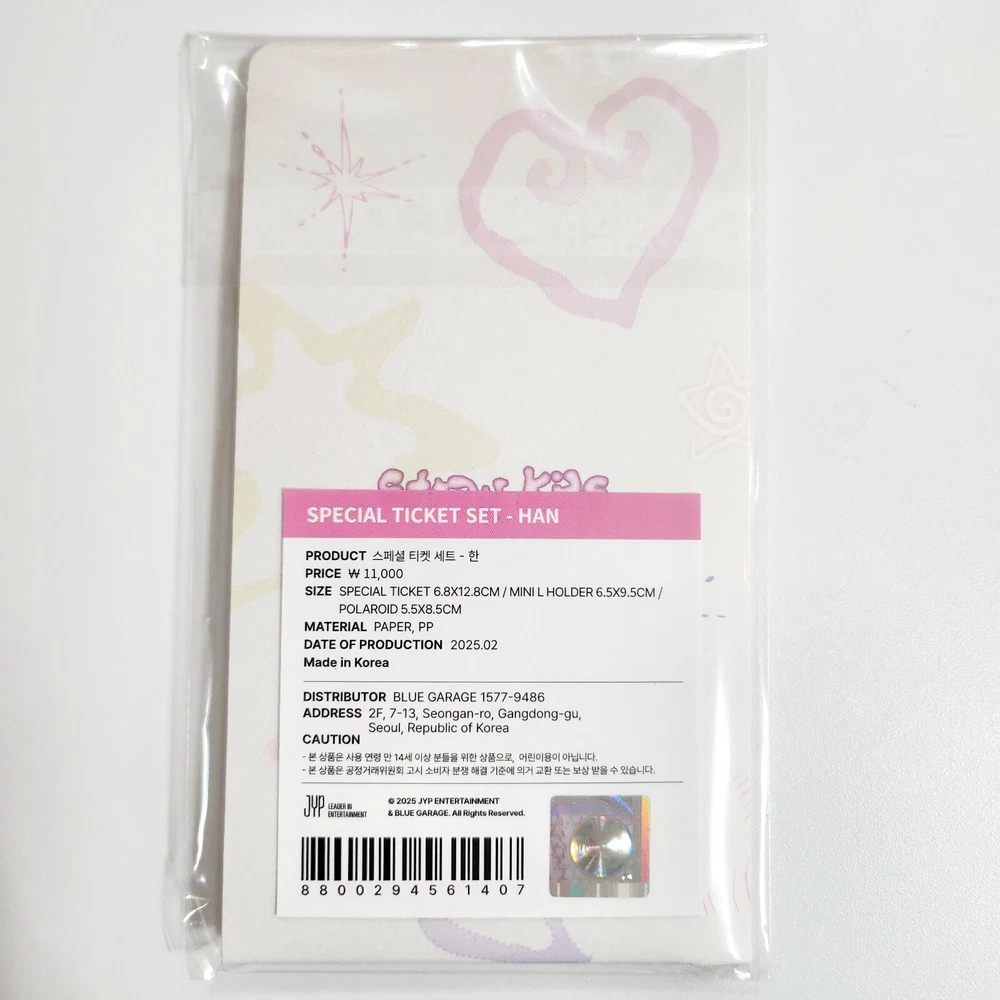 Stray Kids
SPECIAL TICKET SET - HAN
PRODUCT 스페셜 티켓 세트 - 한
PRICE ₩ 11,000
SIZE SPECIAL TICKET 6.8X12.8CM / MINI L HOLDER 6.5X9.5CM /
POLAROID 5.5X8.5CM
MATERIAL PAPER, PP
DATE OF PRODUCTION 2025.02
Made in Korea
DISTRIBUTOR BLUE GARAGE 1577-9486
ADDRESS 2F, 7-13, Seongan-ro, Gangdong-gu,
Seoul, Republic of Korea
CAUTION
- 본 상품은 사용 연령 만 14세 이상 분들을 위한 상품으로, 어린이용이 아닙니다.
- 본 상품은 공정거래위원회 고시 소비자 분쟁 해결 기준에 의거 교환 또는 보상 받을 수 있습니다.
JYP LEADER IN
ENTERTAINMENT
© 2025 JYP ENTERTAINMENT
& BLUE GARAGE. All Rights Reserved.
8800294561407